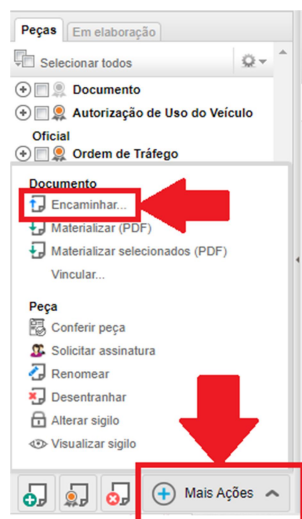 Peças
Em elaboração
Selecionar todos
Documento
Autorização de Uso do Veículo
Oficial
Ordem de Tráfego
Documento
Encaminhar...
Materializar (PDF)
Materializar selecionados (PDF)
Vincular...
Peça
Conferir peça
Solicitar assinatura
Renomear
Desentranhar
Alterar sigilo
Visualizar sigilo
Mais Ações